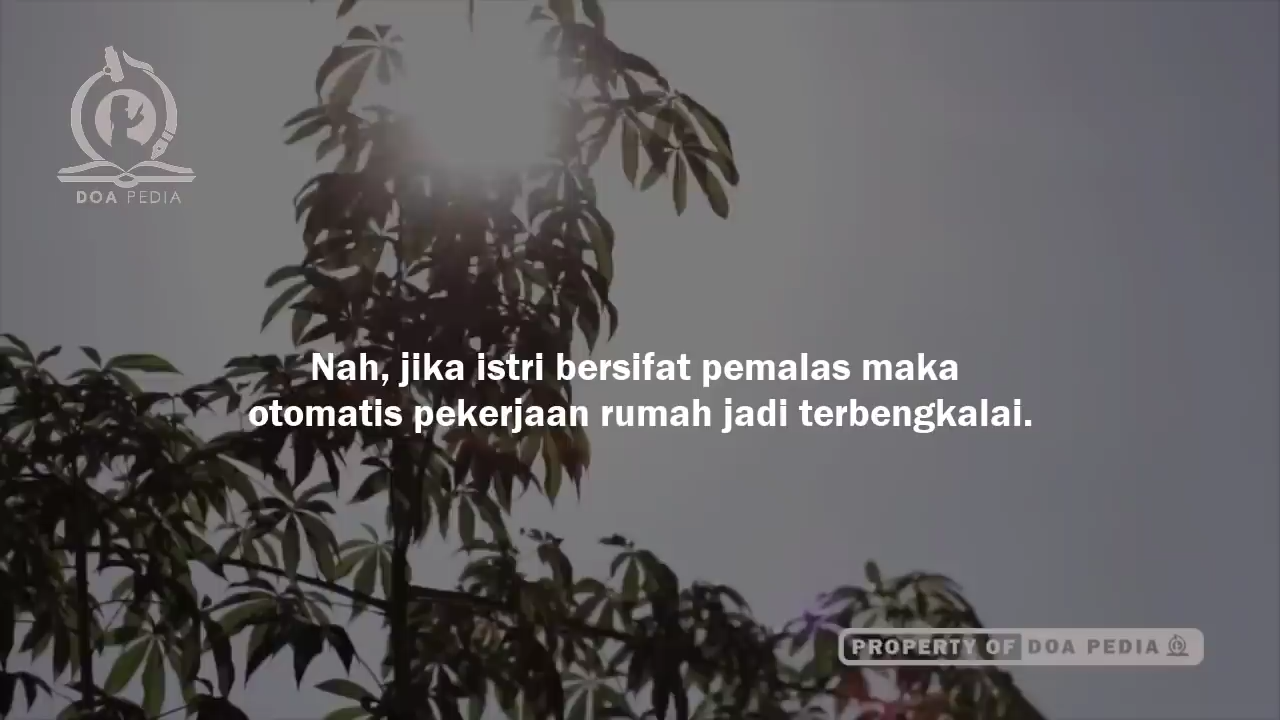 DOA PEDIA
Nah, jika istri bersifat pemalas maka
otomatis pekerjaan rumah jadi terbengkalai.
PROPERTY OF DOA PEDIA